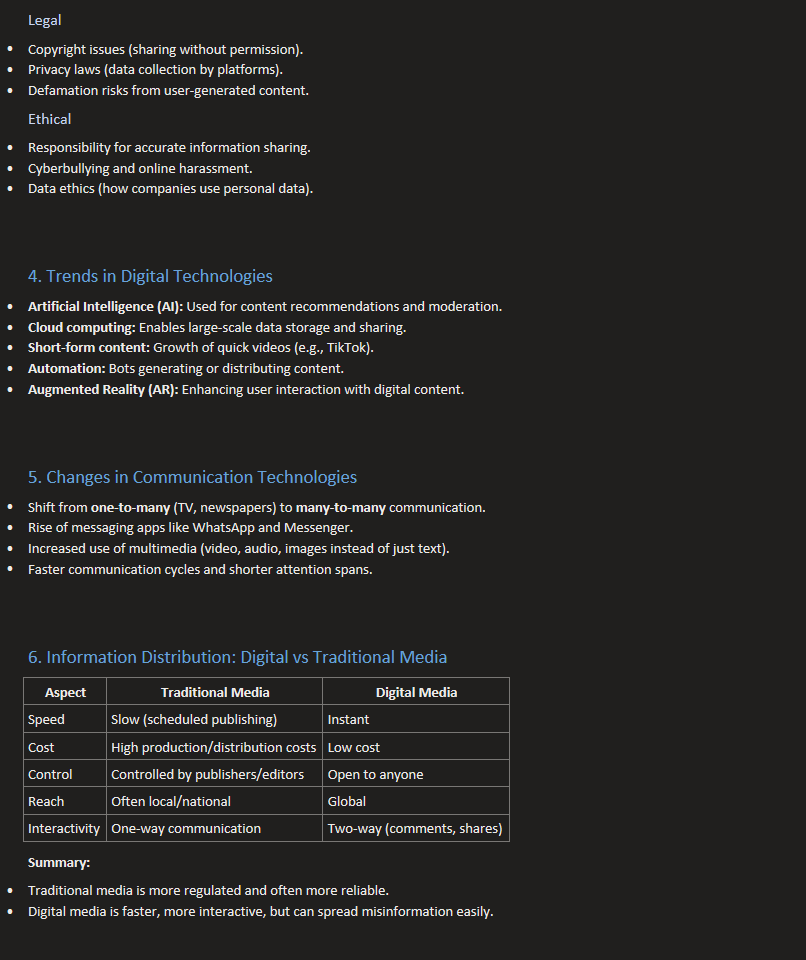 Legal
• Copyright issues (sharing without permission).
• Privacy laws (data collection by platforms).
• Defamation risks from user-generated content.
Ethical
• Responsibility for accurate information sharing.
• Cyberbullying and online harassment.
• Data ethics (how companies use personal data).
4. Trends in Digital Technologies
• Artificial Intelligence (AI): Used for content recommendations and moderation.
• Cloud computing: Enables large-scale data storage and sharing.
• Short-form content: Growth of quick videos (e.g., TikTok).
• Automation: Bots generating or distributing content.
• Augmented Reality (AR): Enhancing user interaction with digital content.
5. Changes in Communication Technologies
• Shift from one-to-many (TV, newspapers) to many-to-many communication.
• Rise of messaging apps like WhatsApp and Messenger.
• Increased use of multimedia (video, audio, images instead of just text).
• Faster communication cycles and shorter attention spans.
6. Information Distribution: Digital vs Traditional Media
Aspect Traditional Media Digital Media
Speed Slow (scheduled publishing) Instant
Cost High production/distribution costs Low cost
Control Controlled by publishers/editors Open to anyone
Reach Often local/national Global
Interactivity One-way communication Two-way (comments, shares)
Summary:
• Traditional media is more regulated and often more reliable.
• Digital media is faster, more interactive, but can spread misinformation easily.